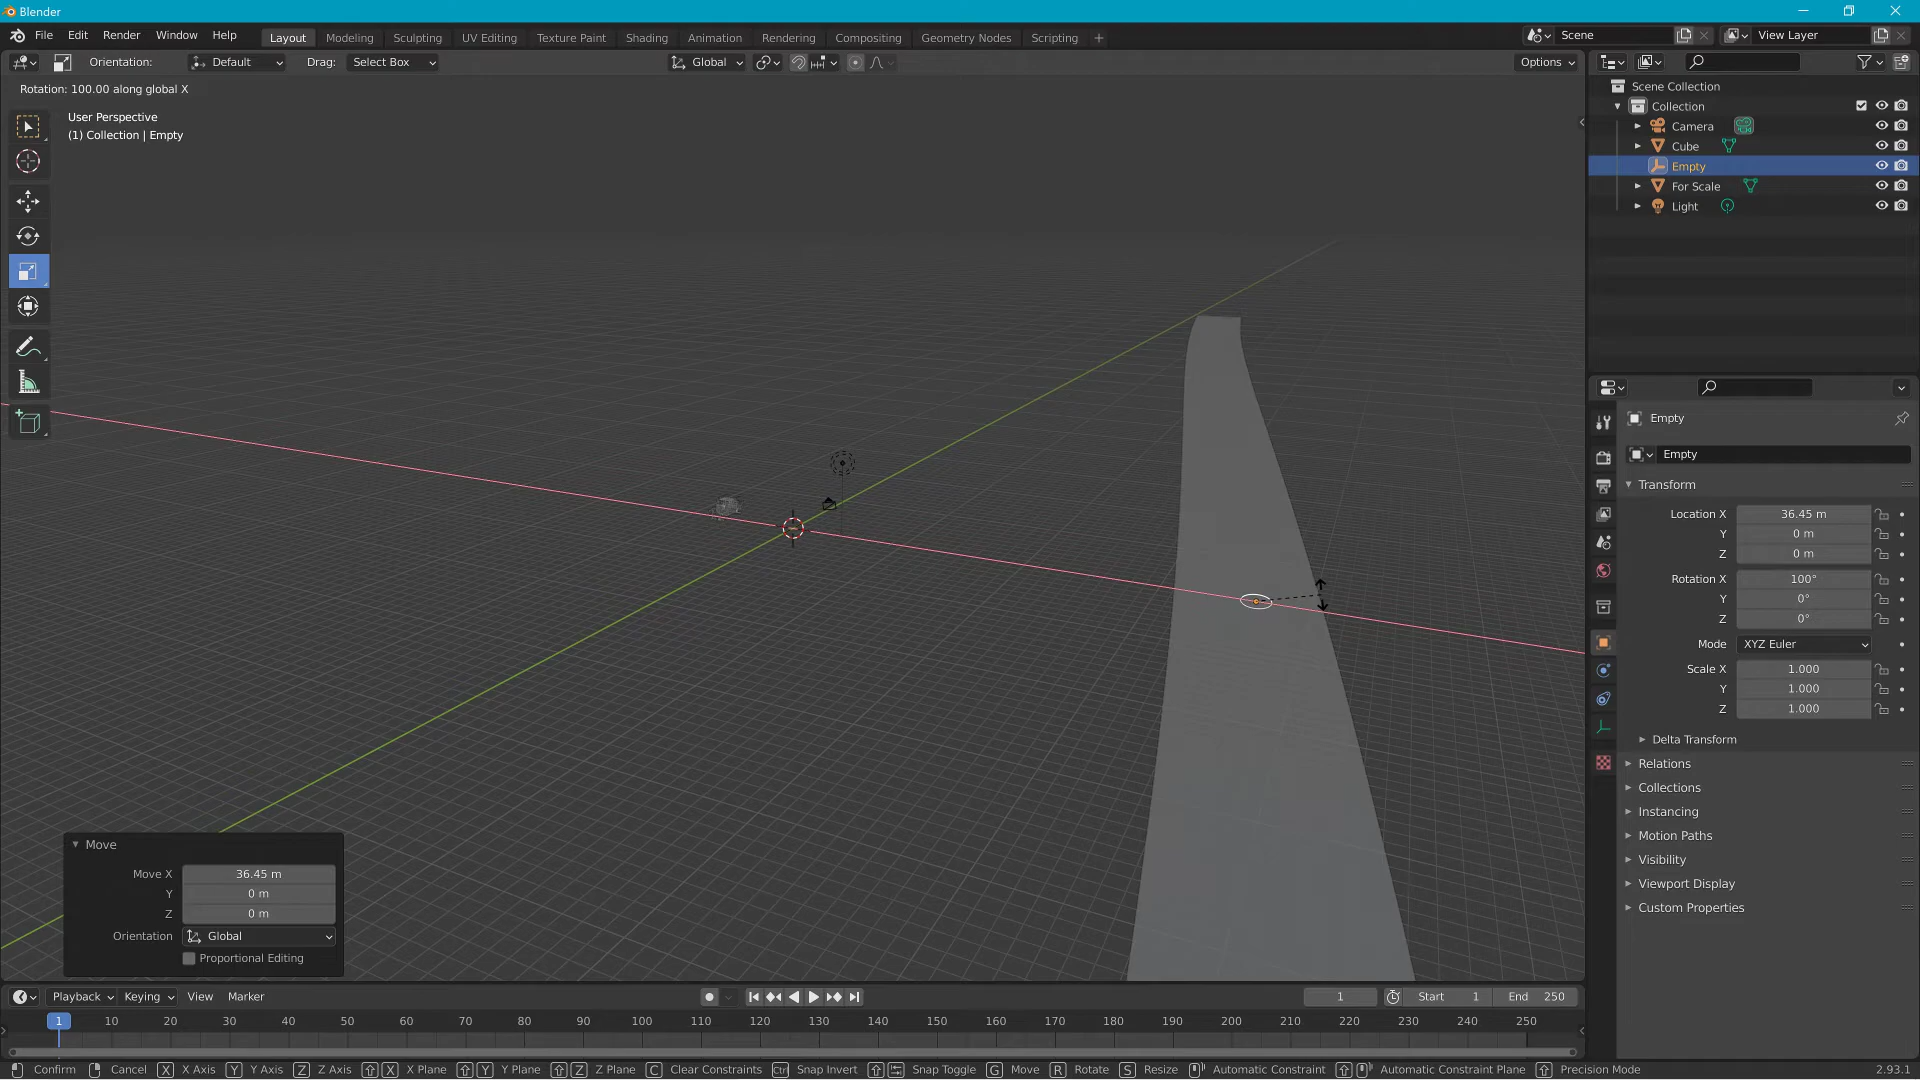 Blender
File Edit Render Window Help
Layout Modeling Sculpting UV Editing Texture Paint Shading Animation Rendering Compositing Geometry Nodes Scripting +
Scene
View Layer
Orientation: Default Drag: Select Box
Global
Options
Rotation: 100.00 along global X
User Perspective
(1) Collection | Empty
Scene Collection
Collection
Camera
Cube
Empty
For Scale
Light
Empty
Empty
Transform
Location X 36.45 m
Y 0 m
Z 0 m
Rotation X 100°
Y 0°
Z 0°
Mode XYZ Euler
Scale X 1.000
Y 1.000
Z 1.000
Delta Transform
Relations
Collections
Instancing
Motion Paths
Visibility
Viewport Display
Custom Properties
Move
Move X 36.45 m
Y 0 m
Z 0 m
Orientation Global
Proportional Editing
Playback Keying View Marker
1 Start 1 End 250
1 10 20 30 40 50 60 70 80 90 100 110 120 130 140 150 160 170 180 190 200 210 220 230 240 250
Confirm Cancel X X Axis Y Y Axis Z Z Axis X X Plane Y Y Plane Z Z Plane C Clear Constraints Ctrl Snap Invert Snap Toggle G Move R Rotate S Resize Automatic Constraint Automatic Constraint Plane Precision Mode 2.93.1